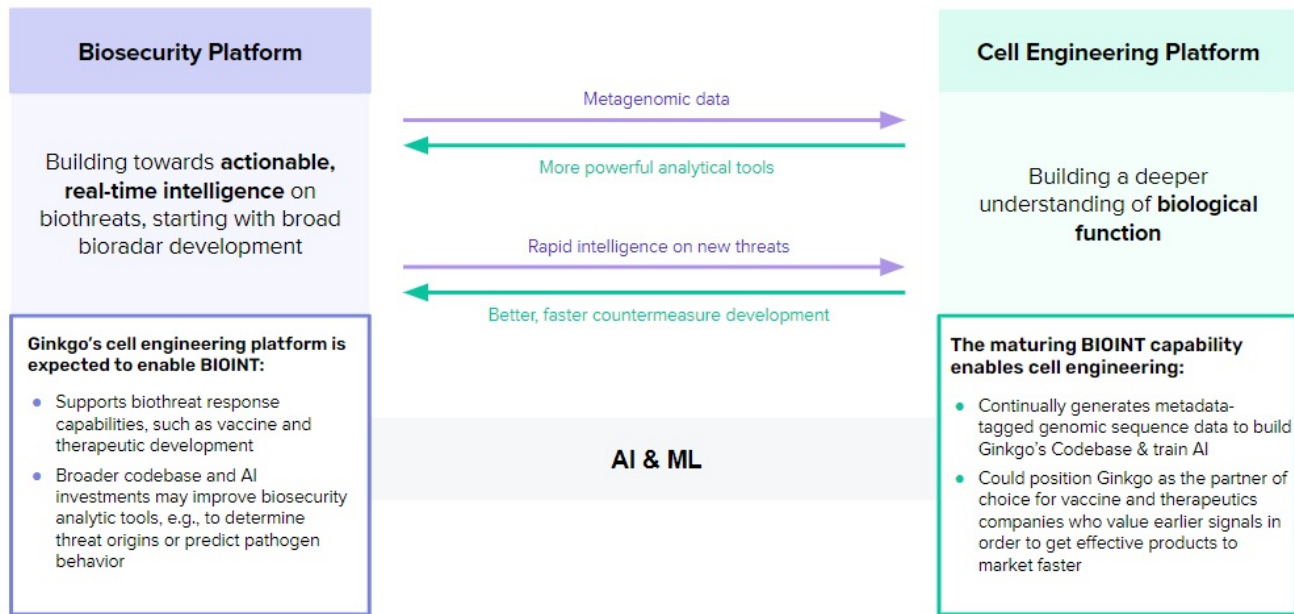 Biosecurity Platform
Building towards actionable,
real-time intelligence on
biothreats, starting with broad
bioradar development
Ginkgo's cell engineering platform is
expected to enable BIOINT:
● Supports biothreat response
capabilities, such as vaccine and
therapeutic development
● Broader codebase and AI
investments may improve biosecurity
analytic tools, e.g., to determine
threat origins or predict pathogen
behavior
Metagenomic data
More powerful analytical tools
Rapid intelligence on new threats
Better, faster countermeasure development
AI & ML
Cell Engineering Platform
Building a deeper
understanding of biological
function
The maturing BIOINT capability
enables cell engineering:
● Continually generates metadata-
tagged genomic sequence data to build
Ginkgo's Codebase & train AI
● Could position Ginkgo as the partner of
choice for vaccine and therapeutics
companies who value earlier signals in
order to get effective products to
market faster